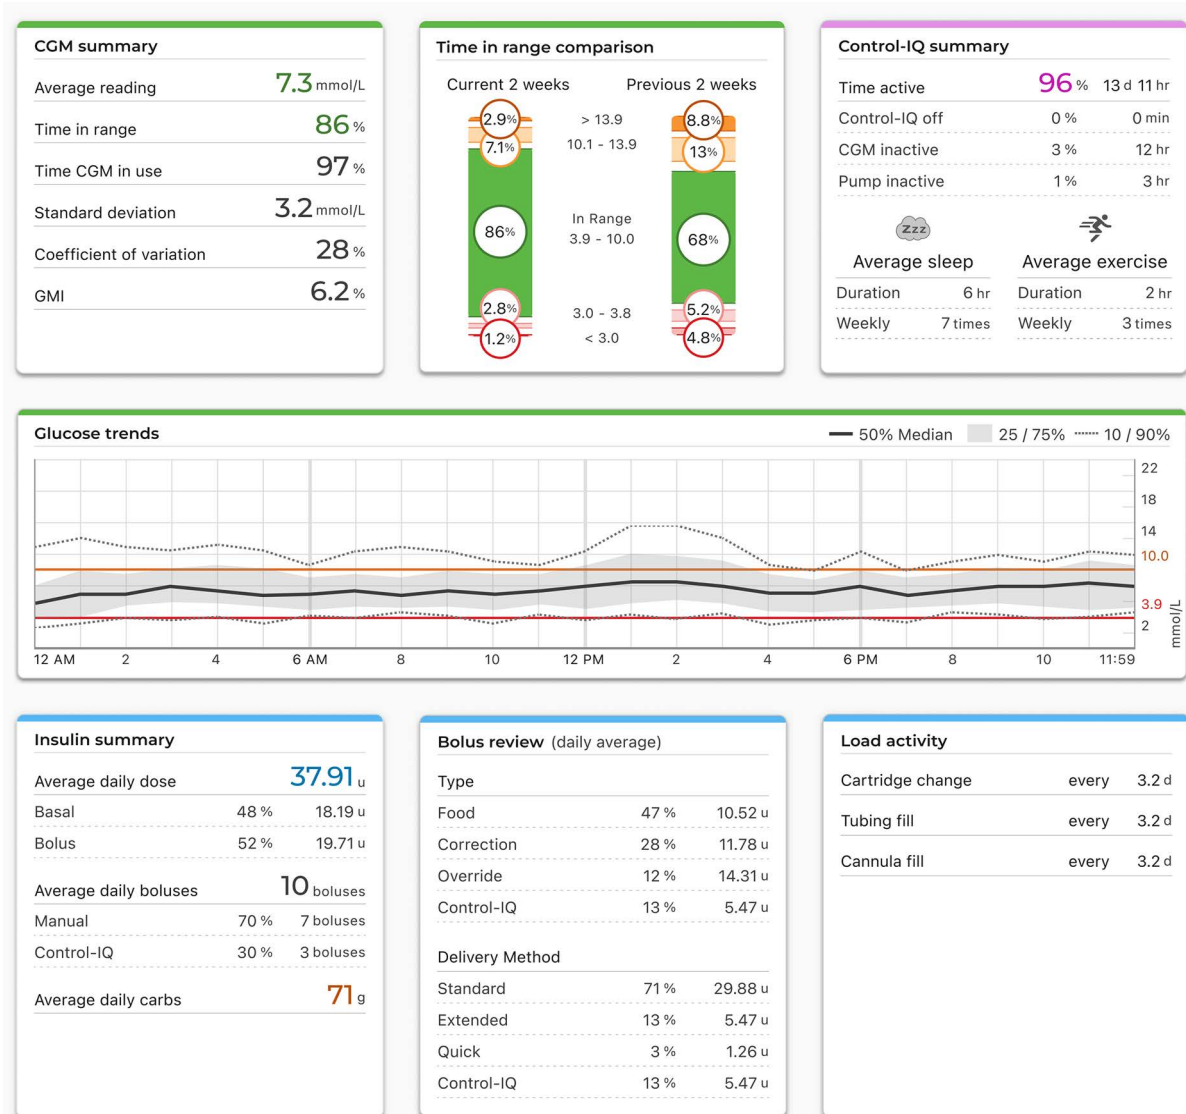 CGM summary
Average reading 7.3 mmol/L
Time in range 86 %
Time CGM in use 97 %
Standard deviation 3.2 mmol/L
Coefficient of variation 28 %
GMI 6.2 %
Time in range comparison
Current 2 weeks Previous 2 weeks
2.9% > 13.9 8.8%
7.1% 10.1 - 13.9 13%
In Range
86% 3.9 - 10.0 68%
2.8% 3.0 - 3.8 5.2%
1.2% < 3.0 4.8%
Control-IQ summary
Time active 96 % 13 d 11 hr
Control-IQ off 0 % 0 min
CGM inactive 3 % 12 hr
Pump inactive 1 % 3 hr
Zzz
Average sleep Average exercise
Duration 6 hr Duration 2 hr
Weekly 7 times Weekly 3 times
Glucose trends 50% Median 25 / 75% 10 / 90%
22
18
14
10.0
3.9
2
mmol/L
12 AM 2 4 6 AM 8 10 12 PM 2 4 6 PM 8 10 11:59
Insulin summary
Average daily dose 37.91 u
Basal 48 % 18.19 u
Bolus 52 % 19.71 u
Average daily boluses 10 boluses
Manual 70 % 7 boluses
Control-IQ 30 % 3 boluses
Average daily carbs 71 g
Bolus review (daily average)
Type
Food 47 % 10.52 u
Correction 28 % 11.78 u
Override 12 % 14.31 u
Control-IQ 13 % 5.47 u
Delivery Method
Standard 71 % 29.88 u
Extended 13 % 5.47 u
Quick 3 % 1.26 u
Control-IQ 13 % 5.47 u
Load activity
Cartridge change every 3.2 d
Tubing fill every 3.2 d
Cannula fill every 3.2 d